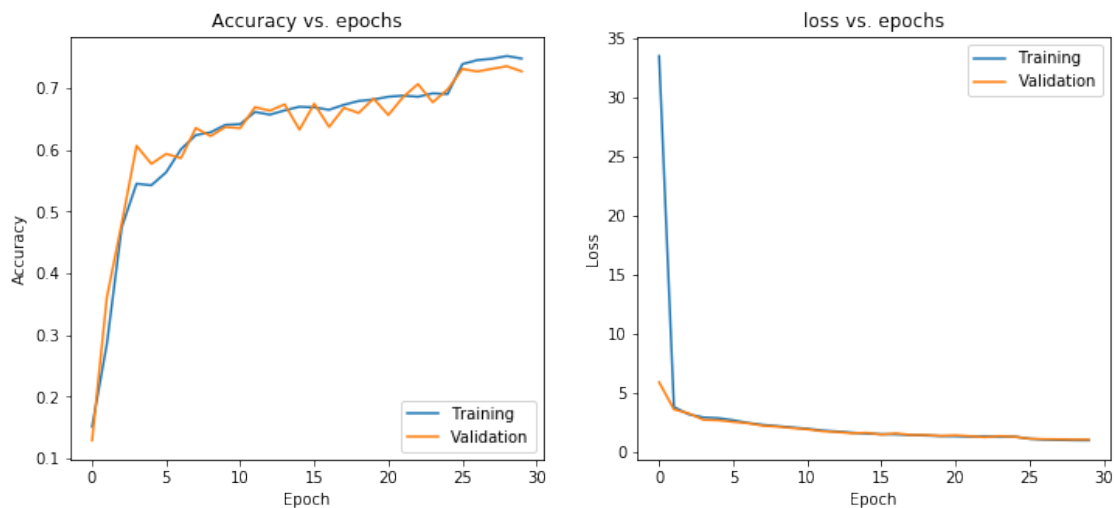 Accuracy vs. epochs
0.7
0.6
0.5
0.4
0.3
0.2
0.1
Accuracy
0 5 10 15 20 25 30
Epoch
Training
Validation
loss vs. epochs
35
30
25
20
15
10
5
0
Loss
0 5 10 15 20 25 30
Epoch
Training
Validation